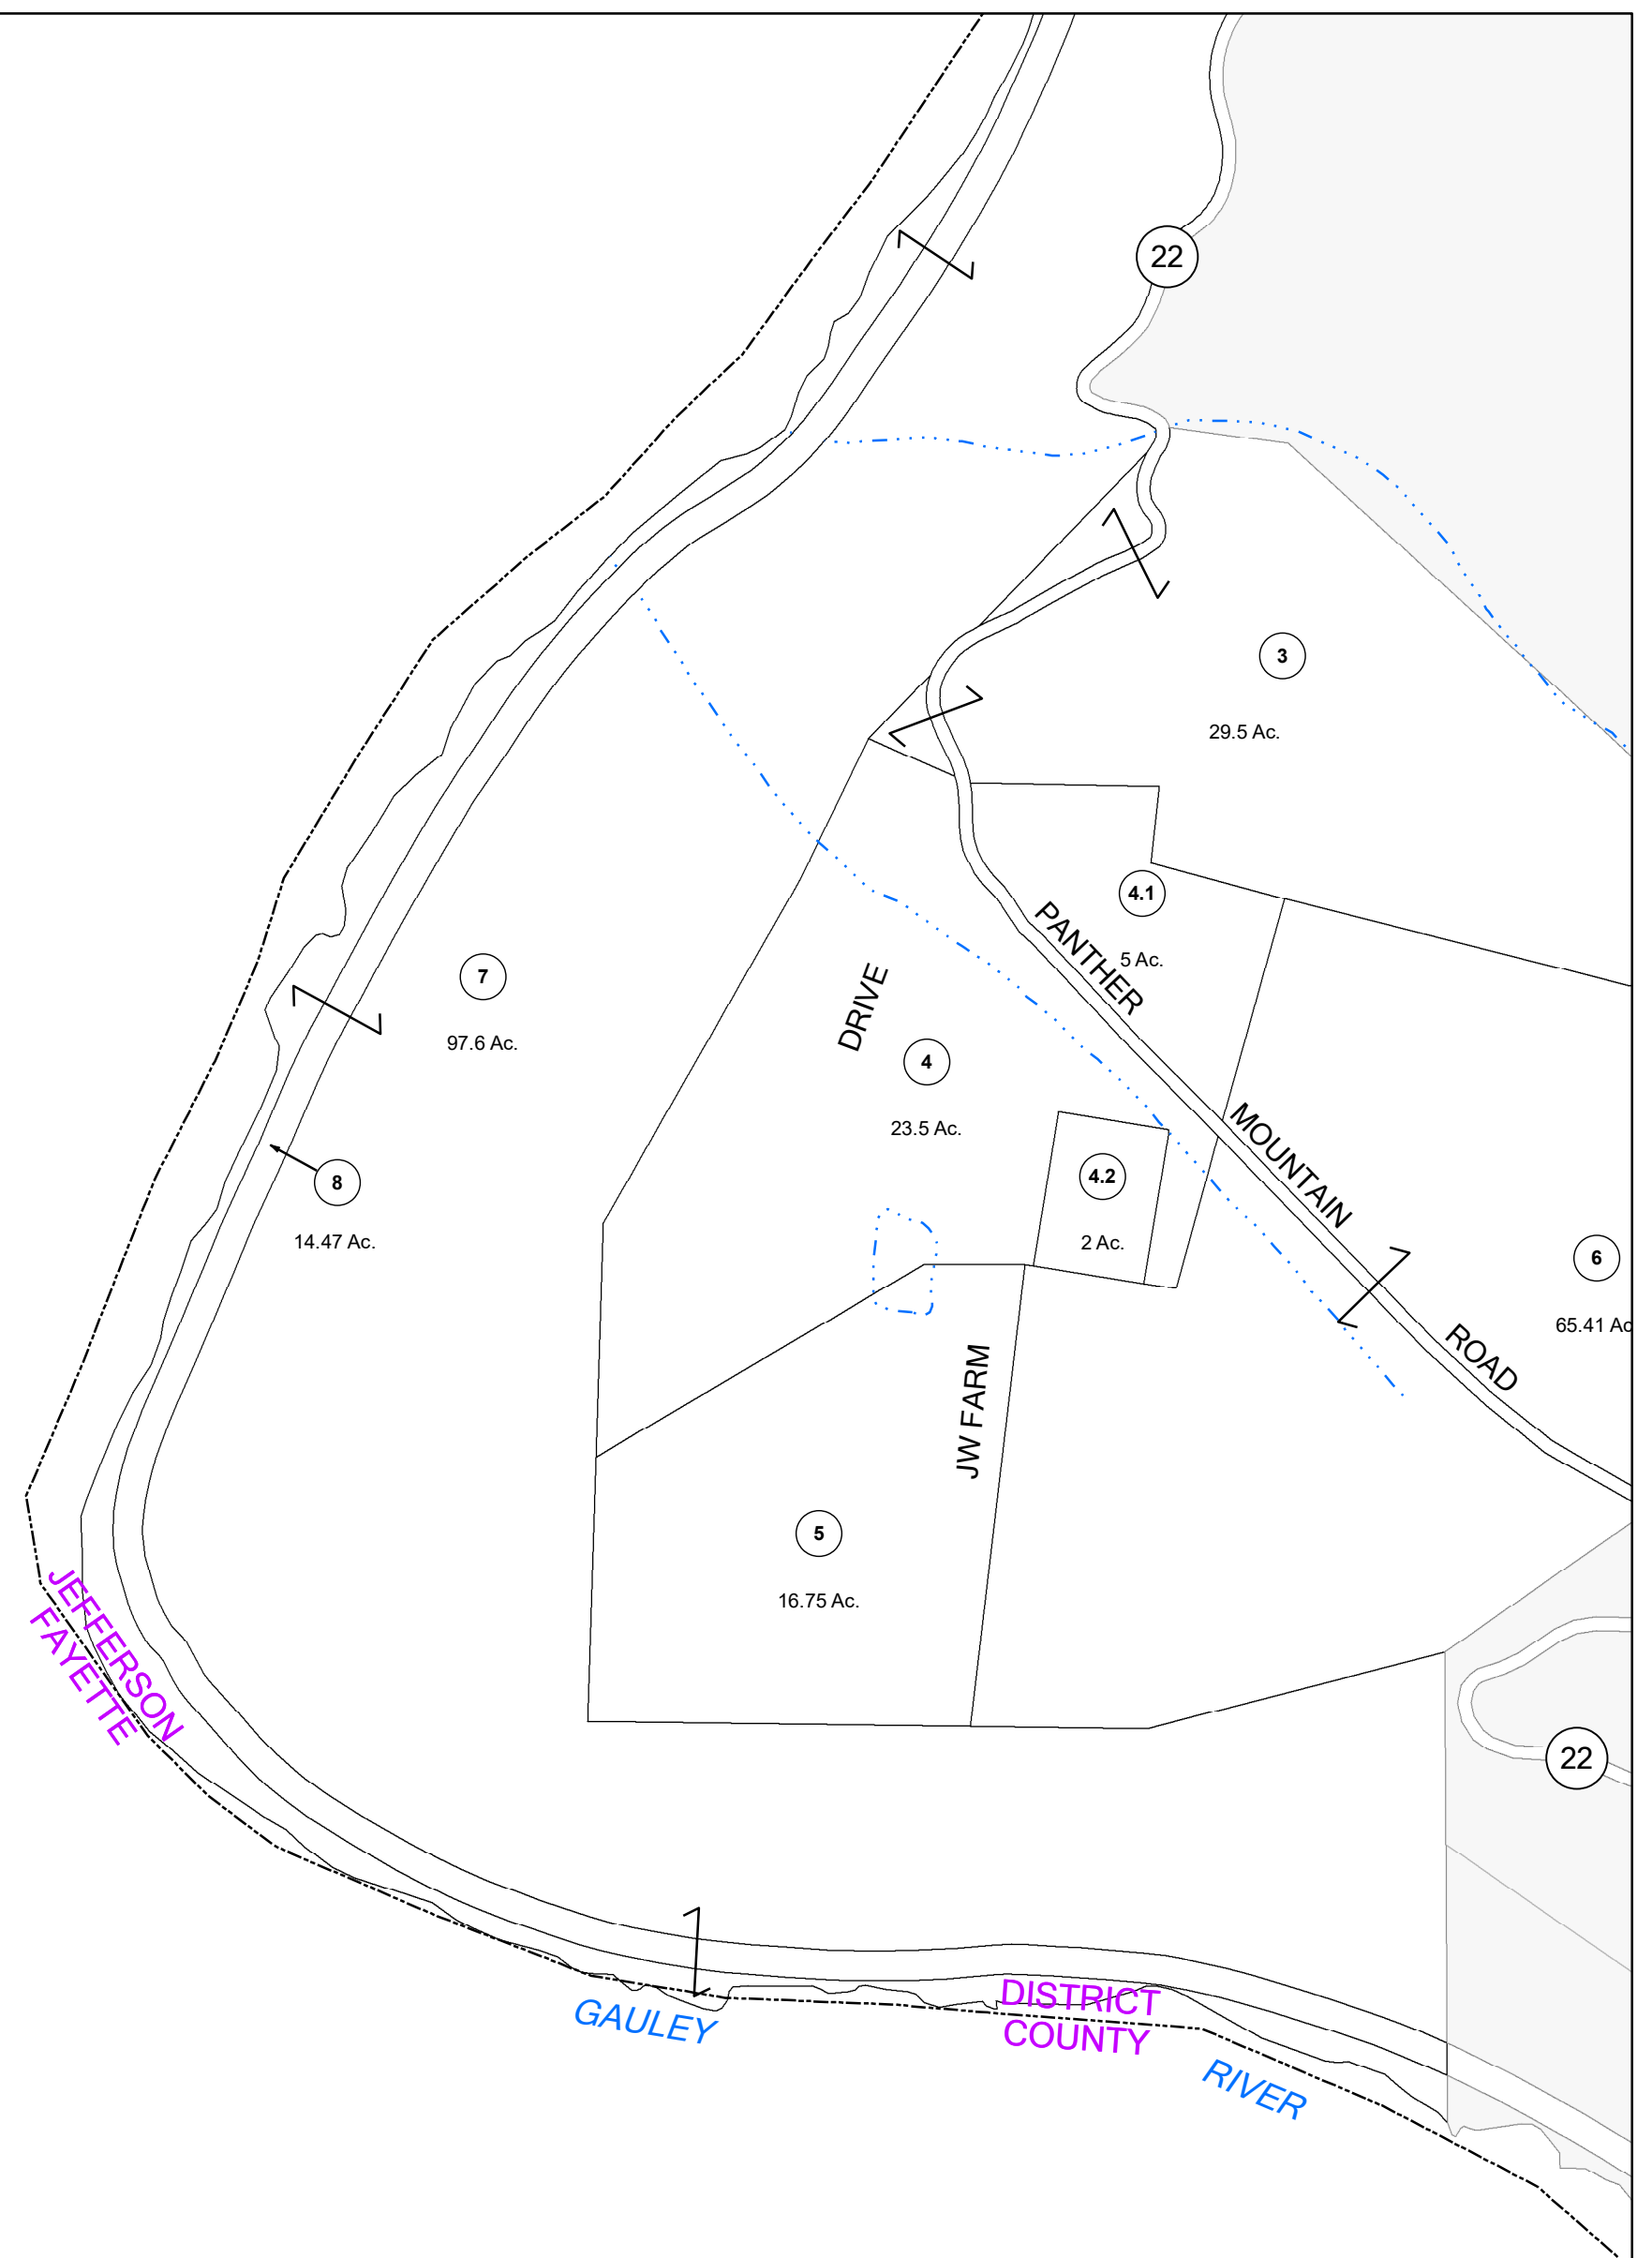 22
3
29.5 Ac.
4.1
5 Ac.
PANTHER
7
97.6 Ac.
DRIVE
4
23.5 Ac.
MOUNTAIN
4.2
2 Ac.
8
14.47 Ac.
6
65.41 Ac
ROAD
JW FARM
5
16.75 Ac.
JEFFERSON
FAYETTE
22
DISTRICT
COUNTY
GAULEY
RIVER